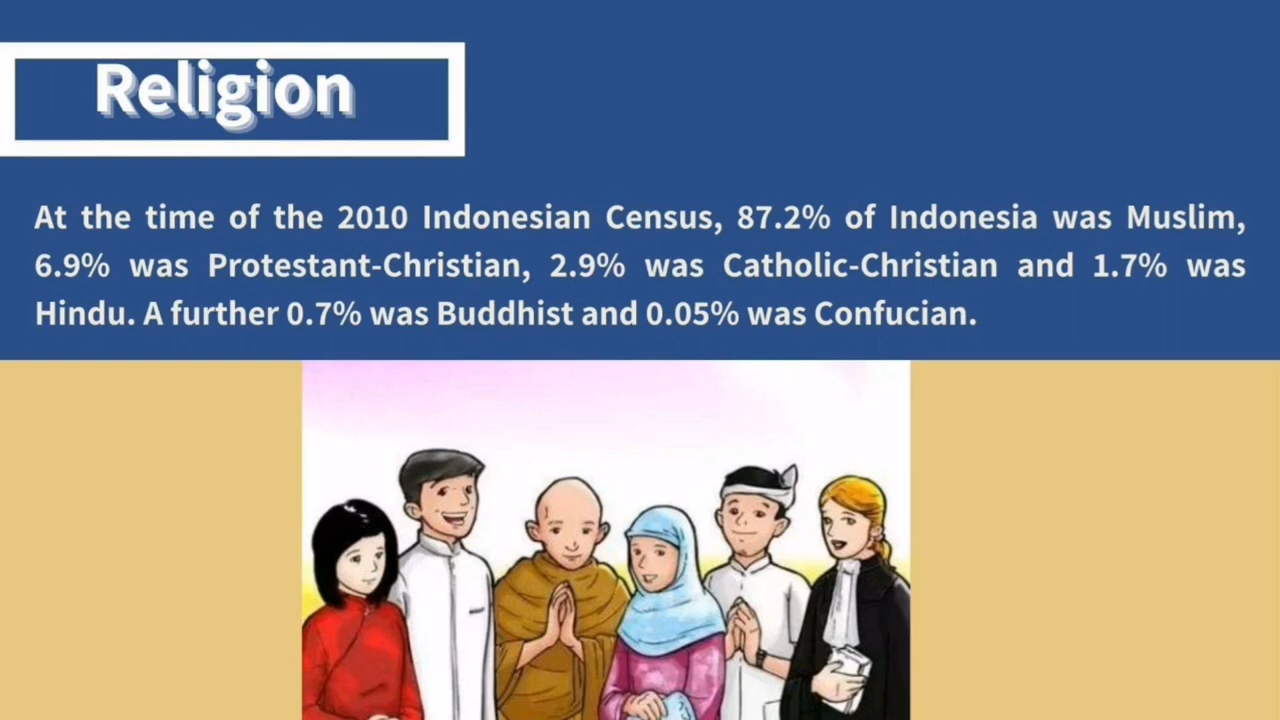 Religion
At the time of the 2010 Indonesian Census, 87.2% of Indonesia was Muslim,
6.9% was Protestant-Christian, 2.9% was Catholic-Christian and 1.7% was
Hindu. A further 0.7% was Buddhist and 0.05% was Confucian.